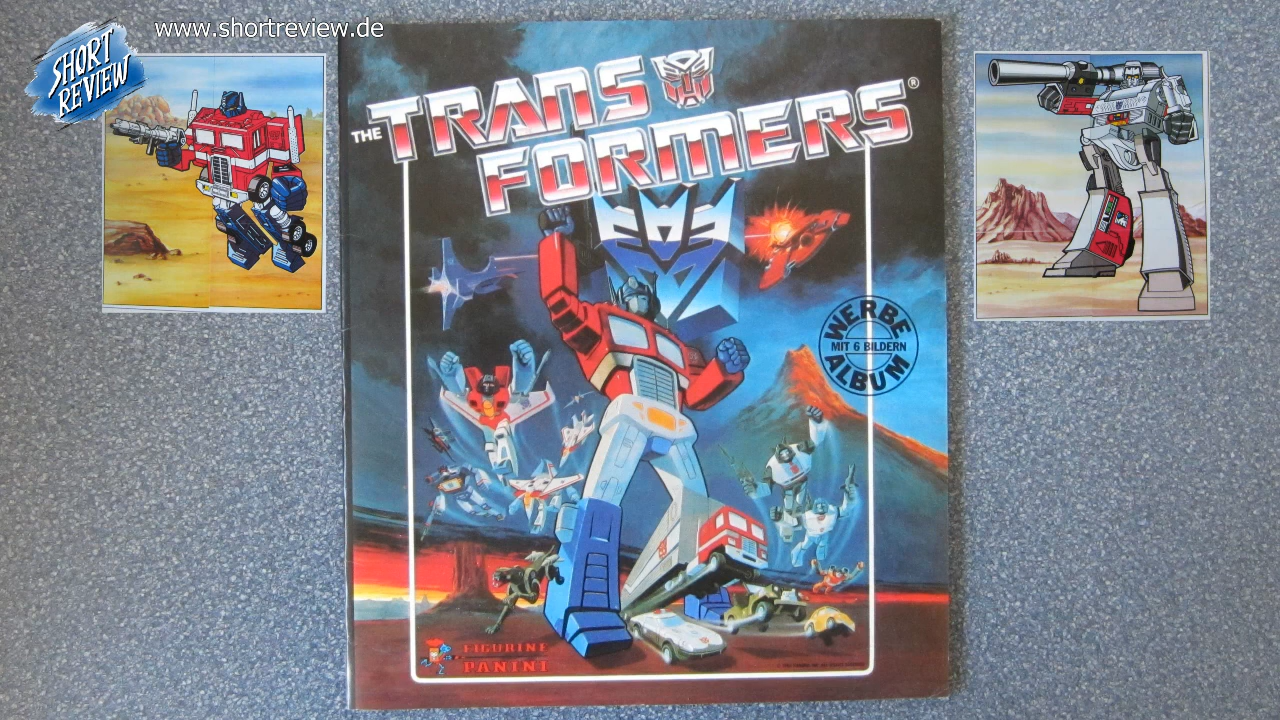 www.shortreview.de
SHORT
REVIEW
THE TRANS
FORMERS®
WERBE
MIT 6 BILDERN
ALBUM
FIGURINE
PANINI